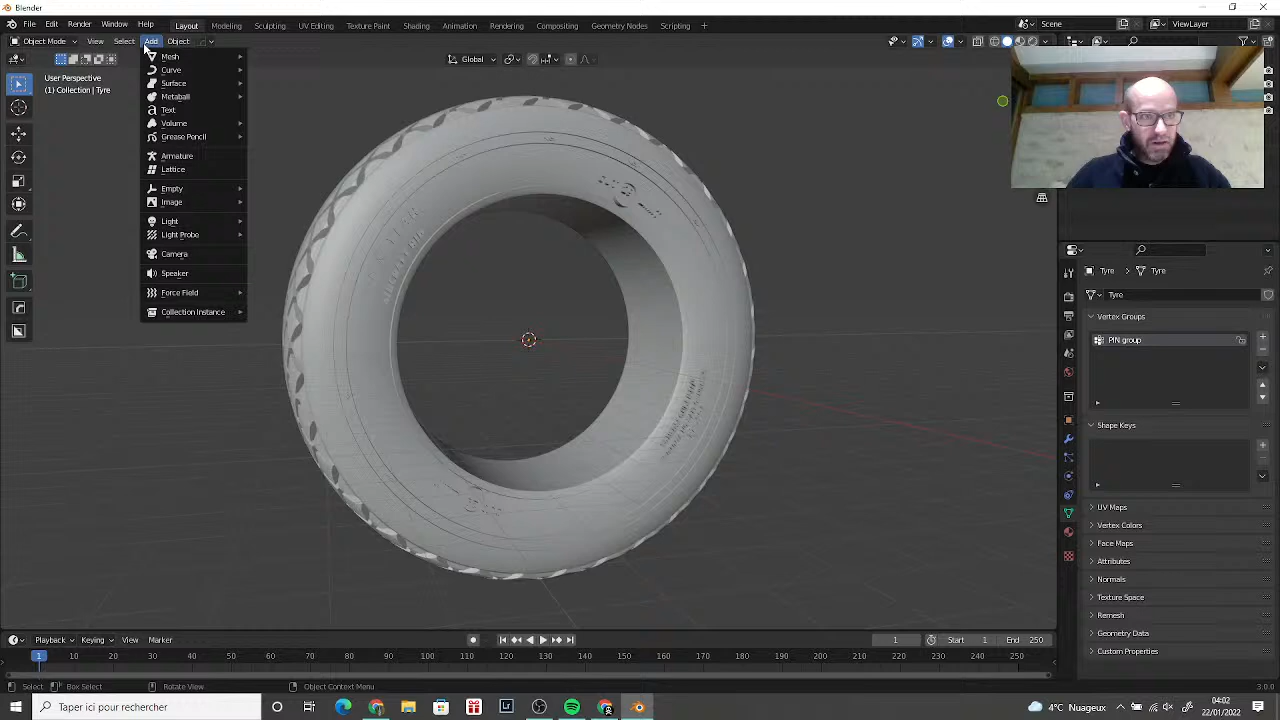 Blender
File Edit Render Window Help
Layout Modeling Sculpting UV Editing Texture Paint Shading Animation Rendering Compositing Geometry Nodes Scripting
Scene
ViewLayer
Object Mode View Select Add Object
Global
User Perspective
(1) Collection | Tyre
Mesh
Curve
Surface
Metaball
Text
Volume
Grease Pencil
Armature
Lattice
Empty
Image
Light
Light Probe
Camera
Speaker
Force Field
Collection Instance
Tyre Tyre
Tyre
Vertex Groups
PIN group
Shape Keys
UV Maps
Vertex Colors
Face Maps
Attributes
Normals
Texture Space
Remesh
Geometry Data
Custom Properties
Playback Keying View Marker
1 Start 1 End 250
1 10 20 30 40 50 60 70 80 90 100 110 120 130 140 150 160 170 180 190 200 210 220 230 240 250
Select Box Select Rotate View Object Context Menu 3.0.0
Taper ici pour rechercher
4°C Nuageux
04:02
22/01/2022